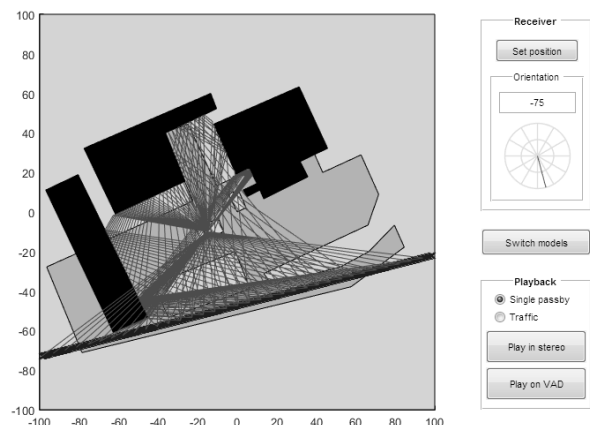 100
80
60
40
20
0
-20
-40
-60
-80
-100
-100 -80 -60 -40 -20 0 20 40 60 80 100
Receiver
Set position
Orientation
-75
Switch models
Playback
Single passby
Traffic
Play in stereo
Play on VAD